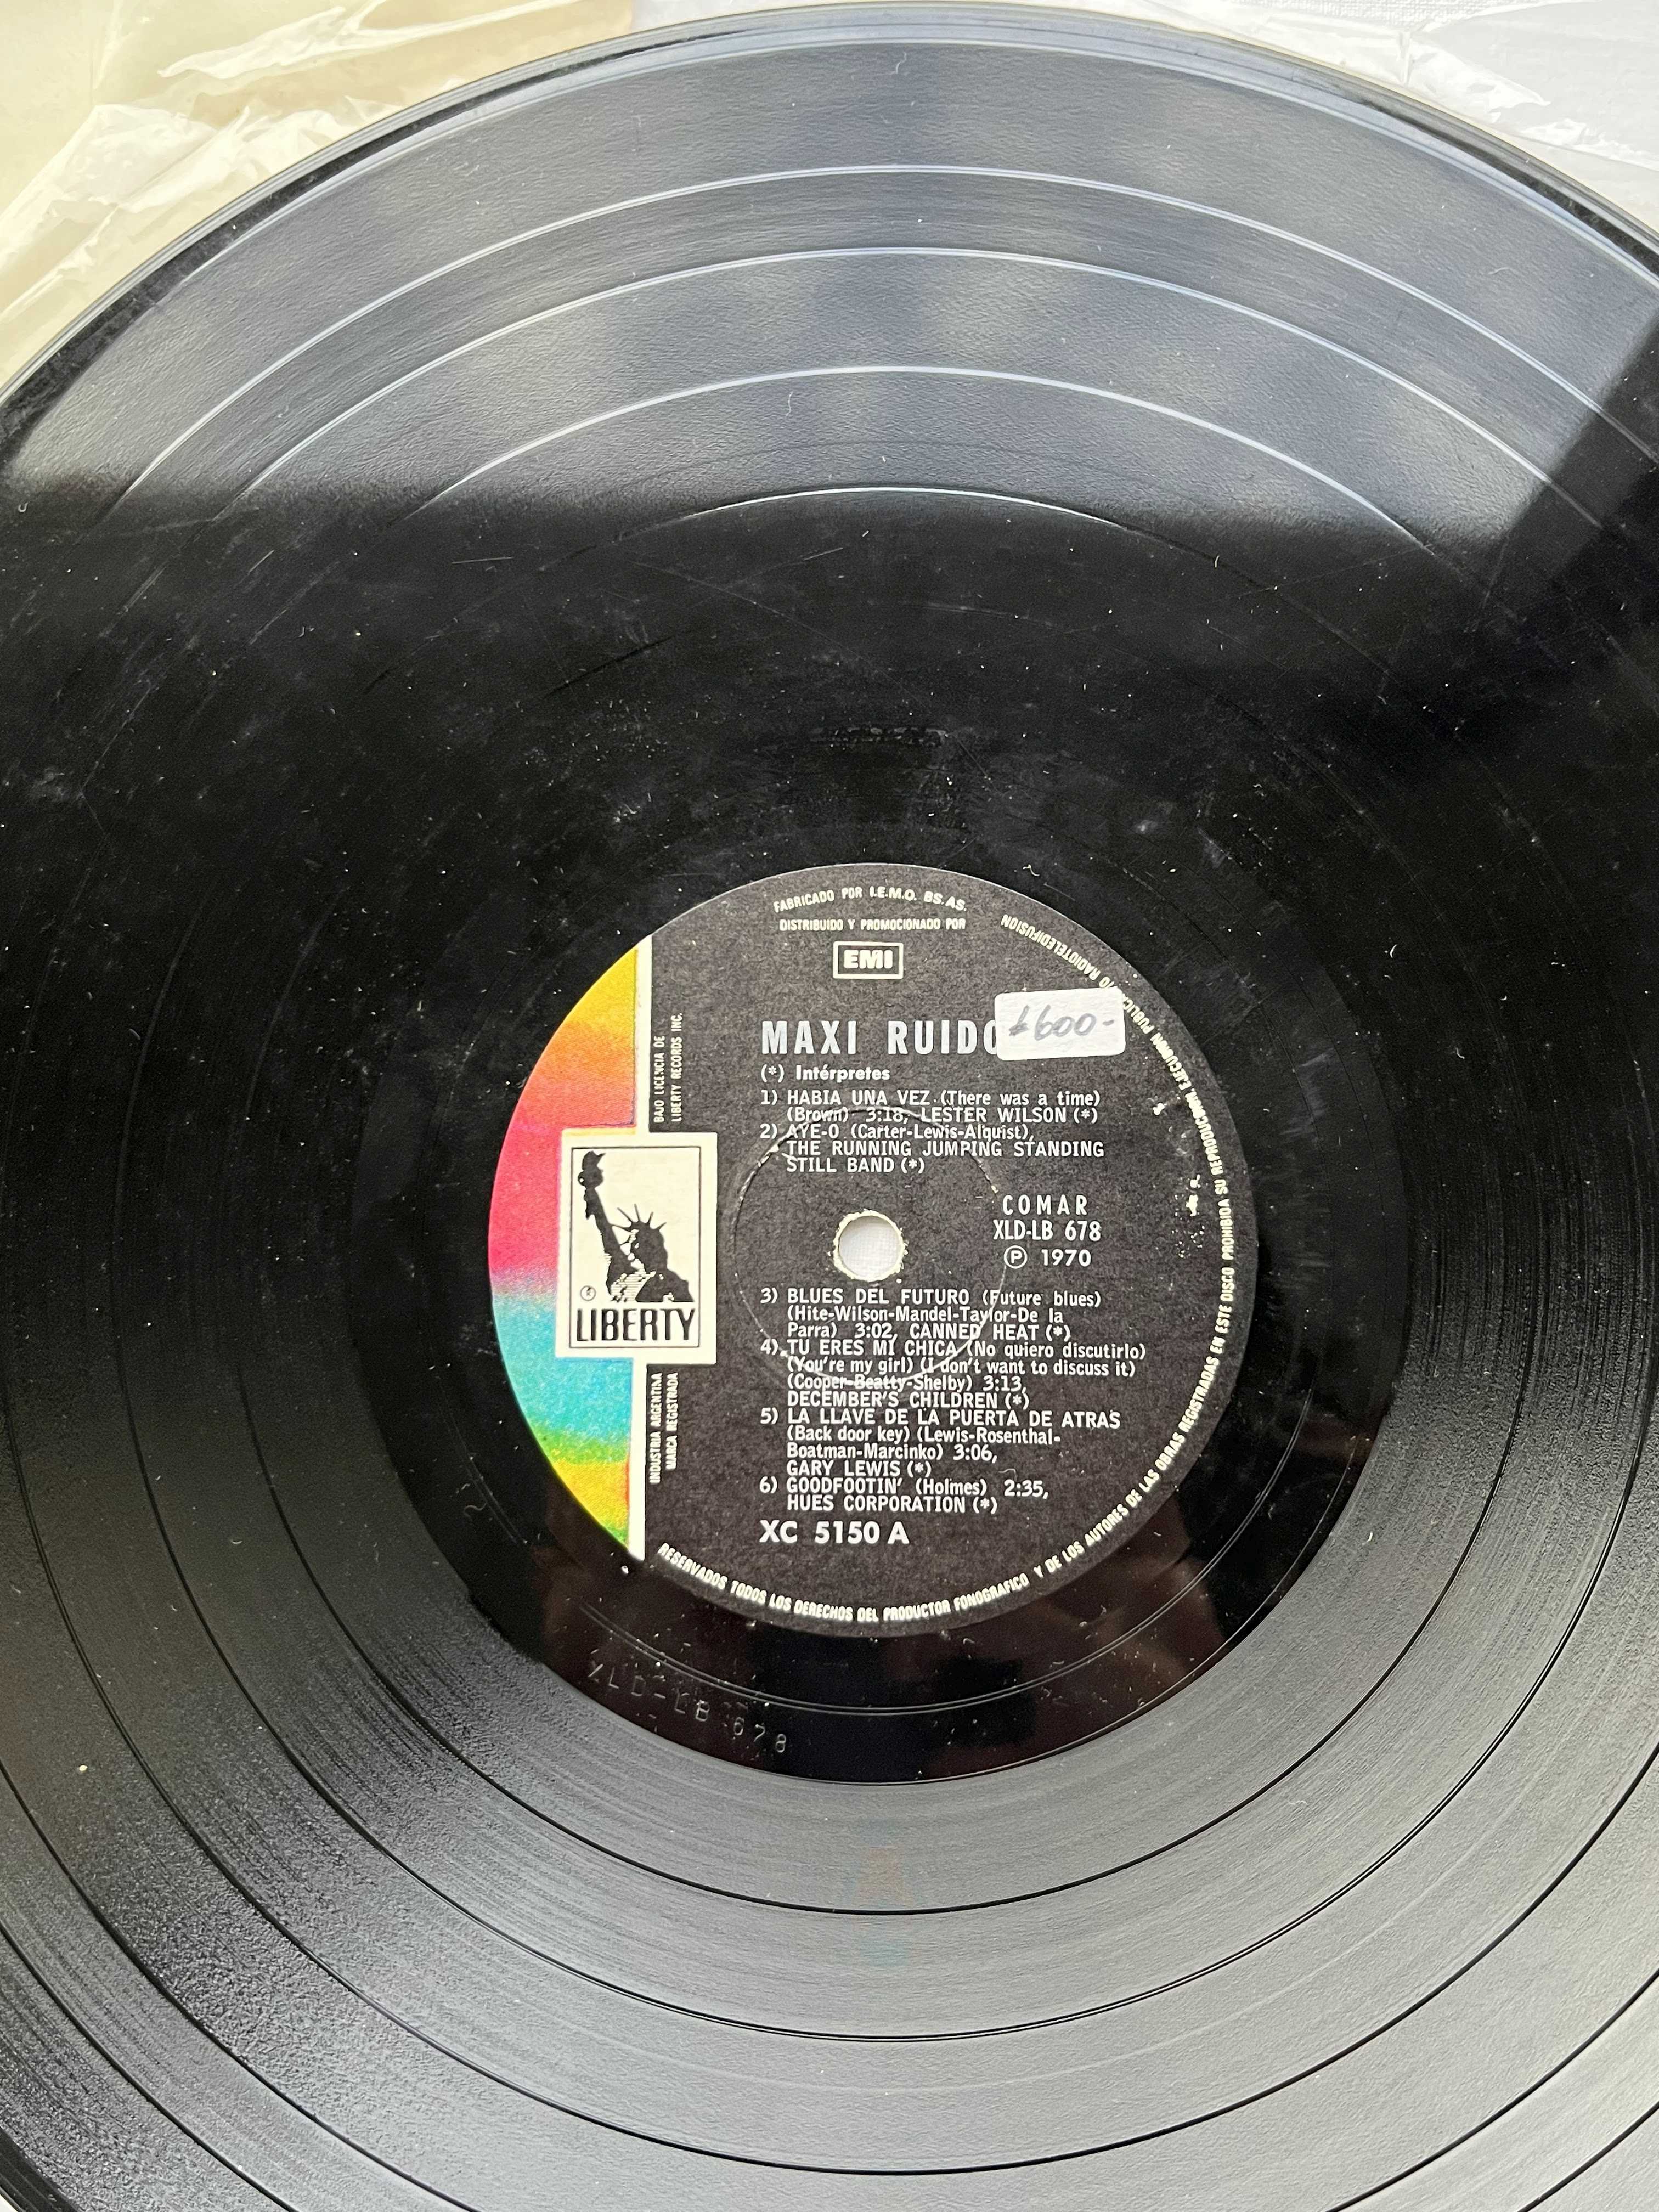 FABRICADO POR I.E.M.O. BS. AS.
DISTRIBUIDO Y PROMOCIONADO POR
EMI
MAXI RUIDO
600-
(*) Intérpretes
1) HABIA UNA VEZ (There was a time)
(Brown) 3:18, LESTER WILSON (*)
2) AYE-O (Carter-Lewis-Alquist),
THE RUNNING JUMPING STANDING
STILL BAND (*)
COMAR
XLD-LB 678
Ⓟ 1970
3) BLUES DEL FUTURO (Future blues)
(Hite-Wilson-Mandel-Taylor-De la
Parra) 3:02, CANNED HEAT (*)
4) TU ERES MI CHICA (No quiero discutirlo)
(You're my girl) (I don't want to discuss it)
(Cooper-Beatty-Shelby) 3:13,
DECEMBER'S CHILDREN (*)
5) LA LLAVE DE LA PUERTA DE ATRAS
(Back door key) (Lewis-Rosenthal-
Boatman-Marcinko) 3:06,
GARY LEWIS (*)
6) GOODFOOTIN' (Holmes) 2:35,
HUES CORPORATION (*)
XC 5150 A
BAJO LICENCIA DE
LIBERTY RECORDS INC.
LIBERTY
INDUSTRIA ARGENTINA
MARCA REGISTRADA
RESERVADOS TODOS LOS DERECHOS DEL PRODUCTOR FONOGRAFICO Y DE LOS AUTORES DE LAS OBRAS REGISTRADAS EN ESTE DISCO PROHIBIDA SU REPRODUCCION, EJECUCION PUBLICA Y/O RADIOTELEDIFUSION
XLD-LB 678